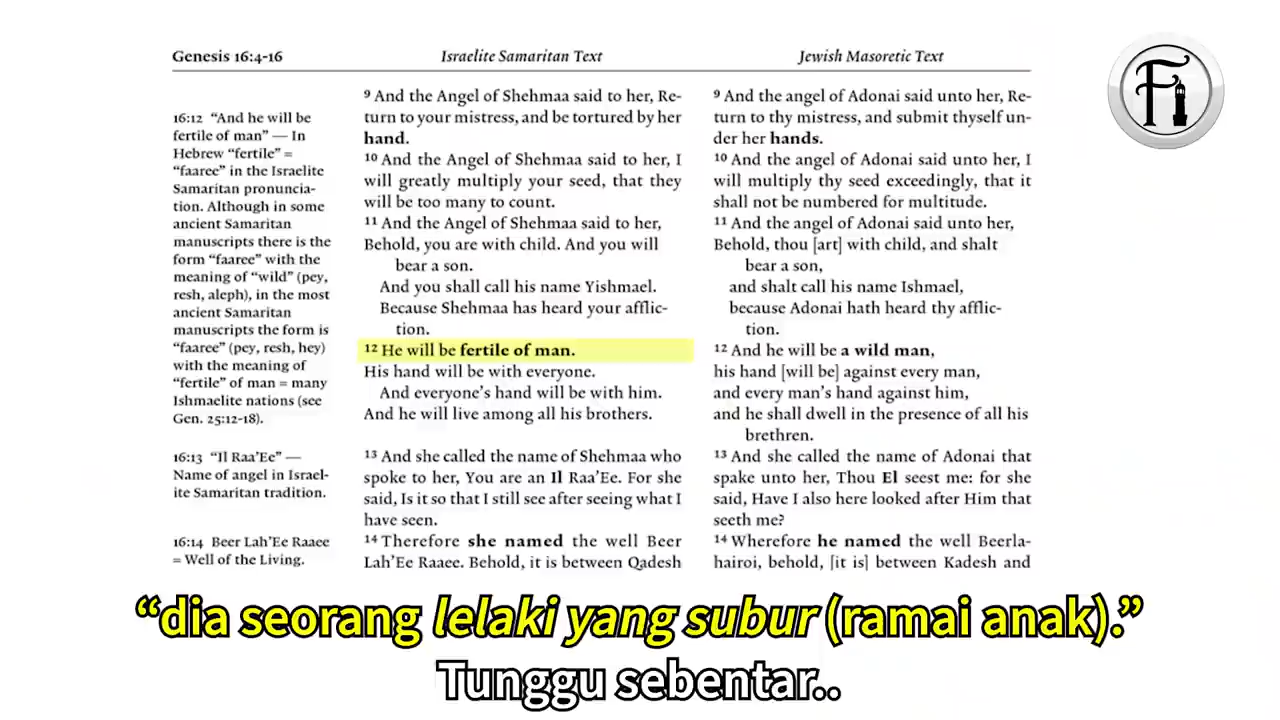 Genesis 16:4-16
Israelite Samaritan Text
Jewish Masoretic Text
16:12 “And he will be
fertile of man” — In
Hebrew “fertile” =
“faaree” in the Israelite
Samaritan pronuncia-
tion. Although in some
ancient Samaritan
manuscripts there is the
form “faaree” with the
meaning of “wild” (pey,
resh, aleph), in the most
ancient Samaritan
manuscripts the form is
“faaree” (pey, resh, hey)
with the meaning of
“fertile” of man = many
Ishmaelite nations (see
Gen. 25:12-18).
16:13 “Il Raa’Ee” —
Name of angel in Israel-
ite Samaritan tradition.
16:14 Beer Lah’Ee Raaee
= Well of the Living.
9 And the Angel of Shehmaa said to her, Re-
turn to your mistress, and be tortured by her
hand.
10 And the Angel of Shehmaa said to her, I
will greatly multiply your seed, that they
will be too many to count.
11 And the Angel of Shehmaa said to her,
Behold, you are with child. And you will
bear a son.
And you shall call his name Yishmael.
Because Shehmaa has heard your afflic-
tion.
12 He will be fertile of man.
His hand will be with everyone.
And everyone’s hand will be with him.
And he will live among all his brothers.
13 And she called the name of Shehmaa who
spoke to her, You are an Il Raa’Ee. For she
said, Is it so that I still see after seeing what I
have seen.
14 Therefore she named the well Beer
Lah’Ee Raaee. Behold, it is between Qadesh
9 And the angel of Adonai said unto her, Re-
turn to thy mistress, and submit thyself un-
der her hands.
10 And the angel of Adonai said unto her, I
will multiply thy seed exceedingly, that it
shall not be numbered for multitude.
11 And the angel of Adonai said unto her,
Behold, thou [art] with child, and shalt
bear a son,
and shalt call his name Ishmael,
because Adonai hath heard thy afflic-
tion.
12 And he will be a wild man,
his hand [will be] against every man,
and every man’s hand against him,
and he shall dwell in the presence of all his
brethren.
13 And she called the name of Adonai that
spake unto her, Thou El seest me: for she
said, Have I also here looked after Him that
seeth me?
14 Wherefore he named the well Beerla-
hairoi, behold, [it is] between Kadesh and
Fi
“dia seorang lelaki yang subur (ramai anak).”
Tunggu sebentar..